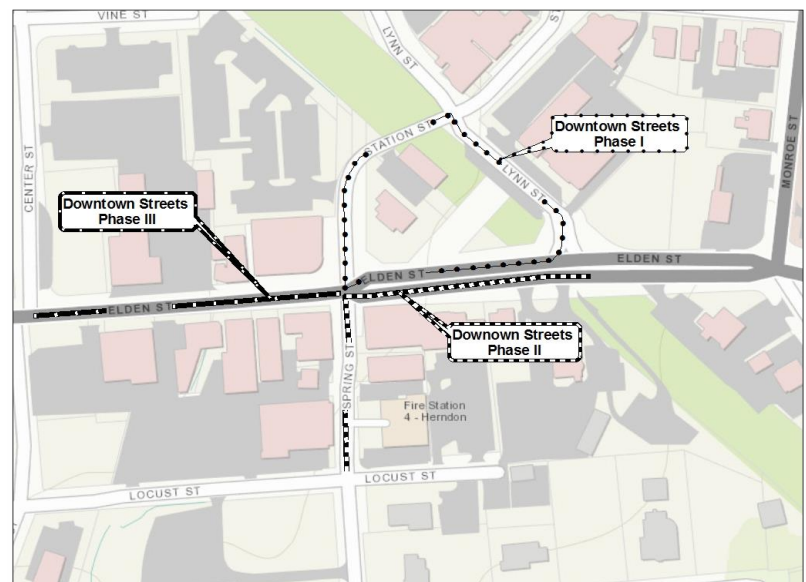 VINE ST
LYNN ST
S
STATION ST
Downtown Streets
Phase I
LYNN ST
MONROE ST
CENTER ST
Downtown Streets
Phase III
ELDEN ST
ELDEN ST
ELDEN ST
Downown Streets
Phase II
SPRING ST
Fire Station
4 - Herndon
LOCUST ST
LOCUST ST